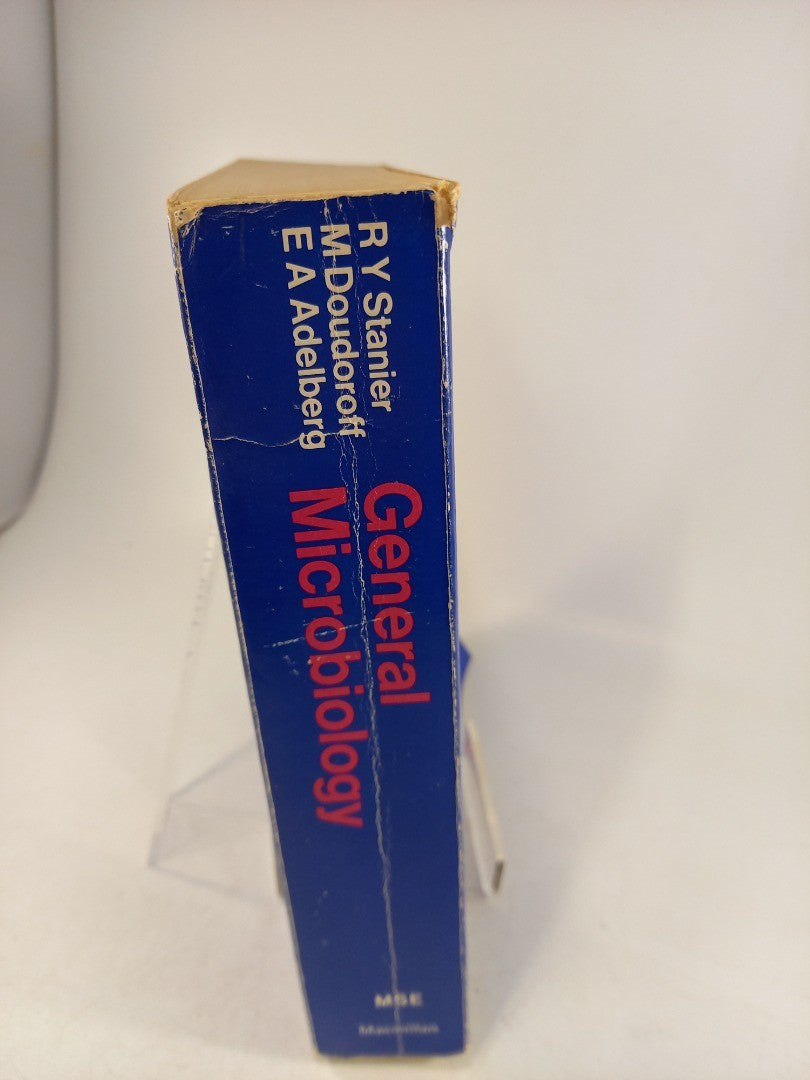 R Y Stanier
M Doudoroff
E A Adelberg
General
Microbiology
MSE
Macmillan